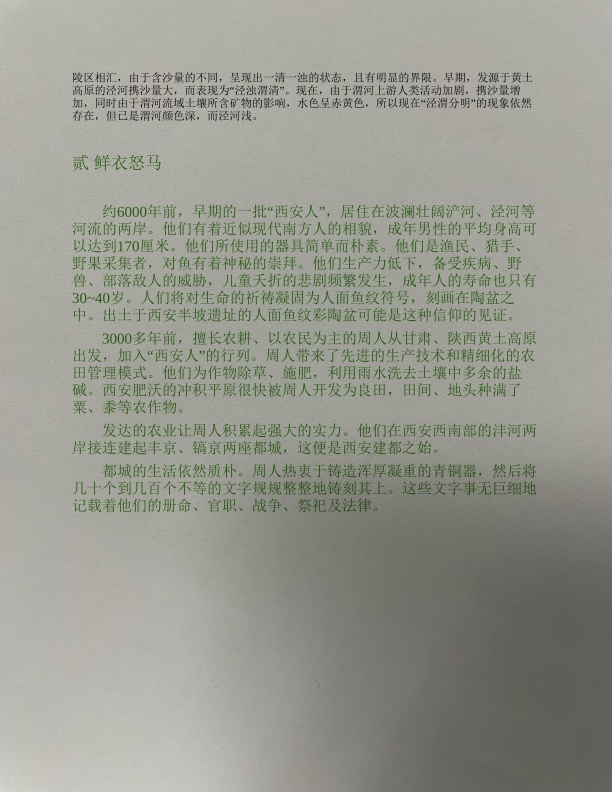 陵区相汇，由于含沙量的不同，呈现出一清一浊的状态，且有明显的界限。早期，发源于黄土
高原的泾河携沙量大，而表现为“泾浊渭清”。现在，由于渭河上游人类活动加剧，携沙量增
加，同时由于渭河流域土壤所含矿物的影响，水色呈赤黄色，所以现在“泾渭分明”的现象依然
存在，但已是渭河颜色深，而泾河浅。
贰 鲜衣怒马
约6000年前，早期的一批“西安人”，居住在波澜壮阔浐河、泾河等
河流的两岸。他们有着近似现代南方人的相貌，成年男性的平均身高可
以达到170厘米。他们所使用的器具简单而朴素。他们是渔民、猎手、
野果采集者，对鱼有着神秘的崇拜。他们生产力低下，备受疾病、野
兽、部落敌人的威胁，儿童夭折的悲剧频繁发生，成年人的寿命也只有
30~40岁。人们将对生命的祈祷凝固为人面鱼纹符号，刻画在陶盆之
中。出土于西安半坡遗址的人面鱼纹彩陶盆可能是这种信仰的见证。
3000多年前，擅长农耕、以农民为主的周人从甘肃、陕西黄土高原
出发，加入“西安人”的行列。周人带来了先进的生产技术和精细化的农
田管理模式。他们为作物除草、施肥，利用雨水洗去土壤中多余的盐
碱。西安肥沃的冲积平原很快被周人开发为良田，田间、地头种满了
粟、黍等农作物。
发达的农业让周人积累起强大的实力。他们在西安西南部的沣河两
岸接连建起丰京、镐京两座都城，这便是西安建都之始。
都城的生活依然质朴。周人热衷于铸造浑厚凝重的青铜器，然后将
几十个到几百个不等的文字规规整整地铸刻其上。这些文字事无巨细地
记载着他们的册命、官职、战争、祭祀及法律。